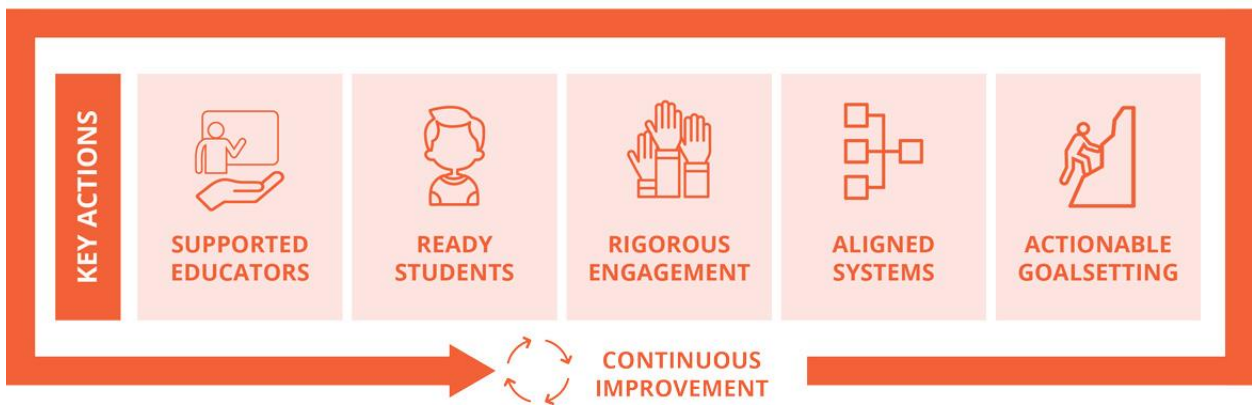 KEY ACTIONS
SUPPORTED
EDUCATORS
READY
STUDENTS
RIGOROUS
ENGAGEMENT
ALIGNED
SYSTEMS
ACTIONABLE
GOALSETTING
CONTINUOUS
IMPROVEMENT